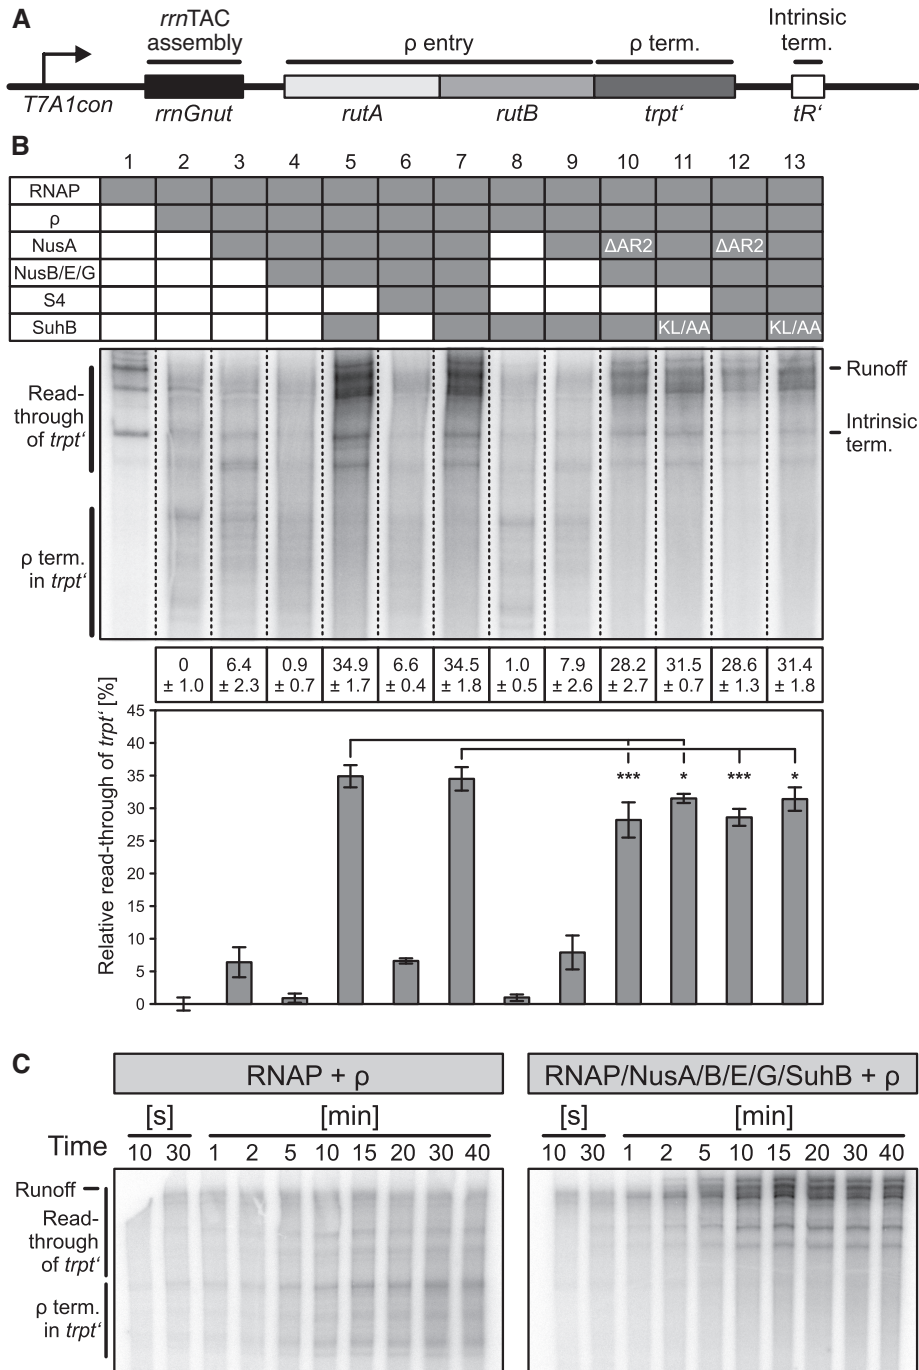 A
rrnTAC
assembly
ρ entry
ρ term.
Intrinsic
term.
T7A1con
rrnGnut
rutA
rutB
trpt‘
tR‘
B
1 2 3 4 5 6 7 8 9 10 11 12 13
RNAP
ρ
NusA ΔAR2 ΔAR2
NusB/E/G
S4
SuhB KL/AA KL/AA
Read-
through
of trpt‘
ρ term.
in trpt‘
Runoff
Intrinsic
term.
0 6.4 0.9 34.9 6.6 34.5 1.0 7.9 28.2 31.5 28.6 31.4
± 1.0 ± 2.3 ± 0.7 ± 1.7 ± 0.4 ± 1.8 ± 0.5 ± 2.6 ± 2.7 ± 0.7 ± 1.3 ± 1.8
Relative read-through of trpt‘ [%]
45
40
35
30
25
20
15
10
5
0
*** * *** *
C
RNAP + ρ
RNAP/NusA/B/E/G/SuhB + ρ
[s] [min] [s] [min]
Time 10 30 1 2 5 10 15 20 30 40 10 30 1 2 5 10 15 20 30 40
Runoff
Read-
through
of trpt‘
ρ term.
in trpt‘